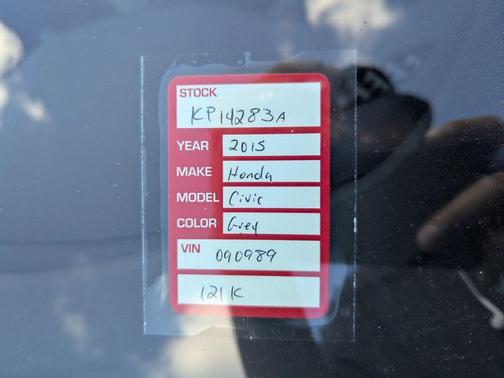 STOCK
KP14283A
YEAR 2015
MAKE Honda
MODEL Civic
COLOR Grey
VIN 090989
121K